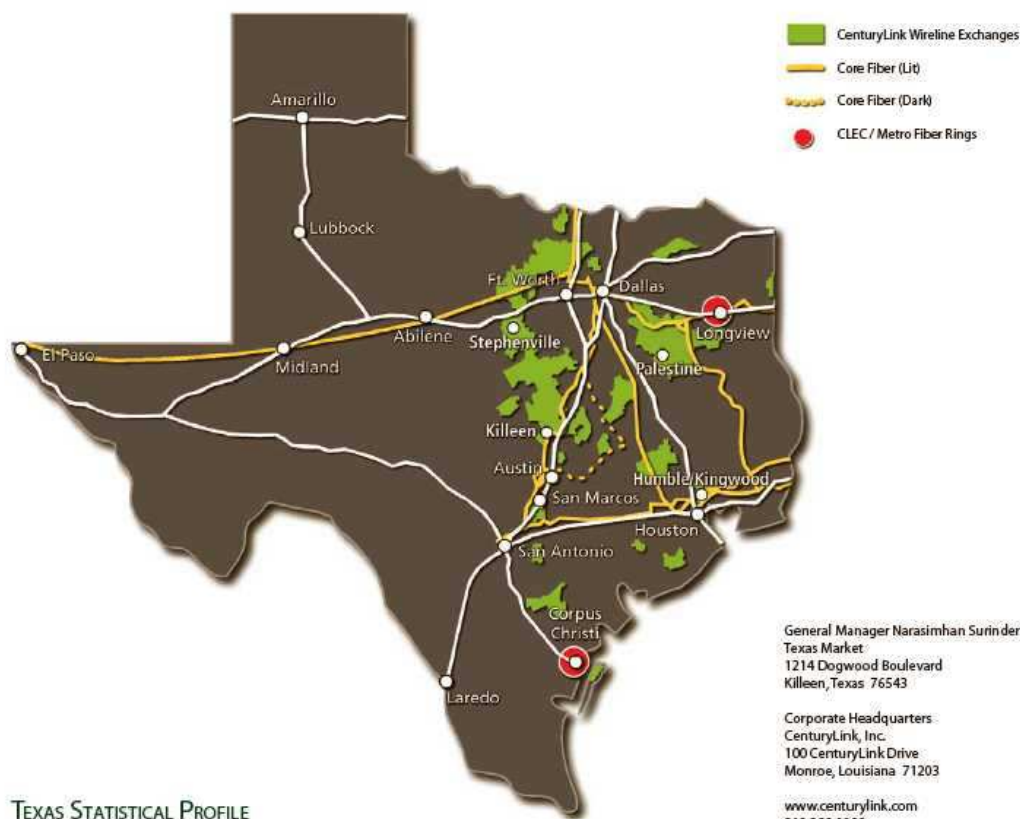 CenturyLink Wireline Exchanges
Core Fiber (Lit)
Core Fiber (Dark)
CLEC / Metro Fiber Rings
Amarillo
Lubbock
Ft. Worth
Dallas
Abilene
Stephenville
Longview
El Paso
Midland
Palestine
Killeen
Austin
Humble/Kingwood
San Marcos
Houston
San Antonio
Corpus
Christi
Laredo
General Manager Narasimhan Surinder
Texas Market
1214 Dogwood Boulevard
Killeen, Texas 76543
Corporate Headquarters
CenturyLink, Inc.
100 CenturyLink Drive
Monroe, Louisiana 71203
www.centurylink.com
TEXAS STATISTICAL PROFILE